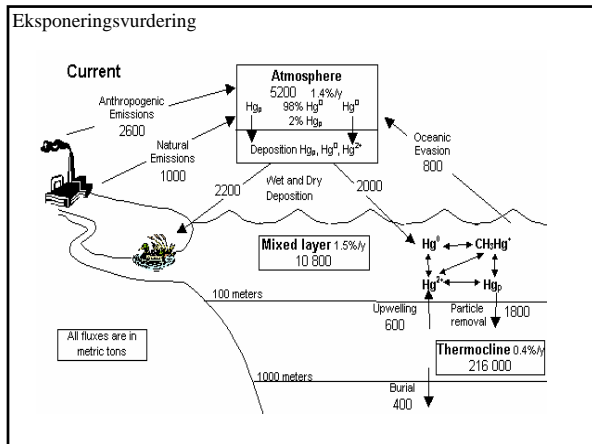 Eksponeringsvurdering
Current
Atmosphere
5200 1.4%/y
Hgₚ 98% Hg⁰ Hg⁰
2% Hgₚ
Deposition Hgₚ, Hg⁰, Hg²⁺
Anthropogenic
Emissions
2600
Natural
Emissions
1000
Oceanic
Evasion
800
2200
Wet and Dry
Deposition
2000
Mixed layer 1.5%/y
10 800
Hg⁰ CH₃Hg⁺
Hg²⁺ Hgₚ
100 meters
Upwelling
600
Particle
removal
1800
All fluxes are in
metric tons
Thermocline 0.4%/y
216 000
1000 meters
Burial
400